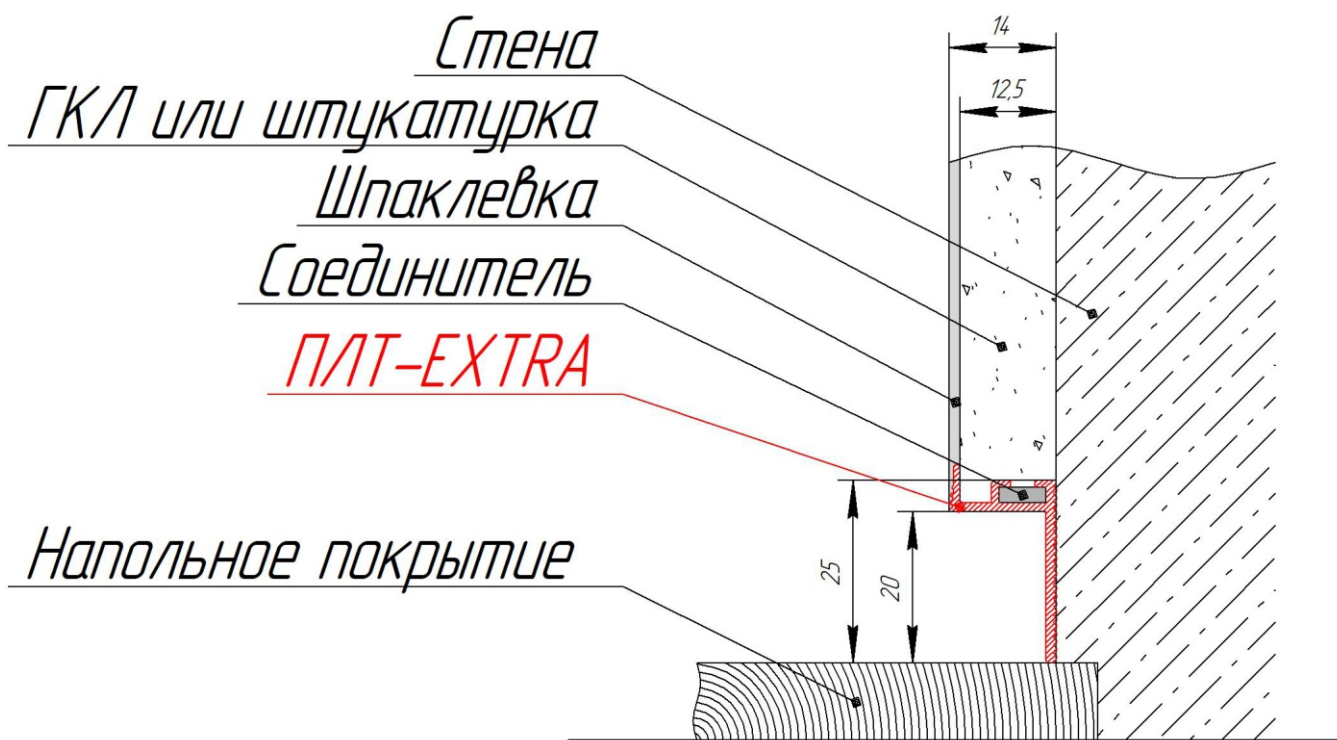 Стена
ГКЛ или штукатурка
Шпаклевка
Соединитель
ПЛТ-EXTRA
Напольное покрытие
14
12,5
25
20